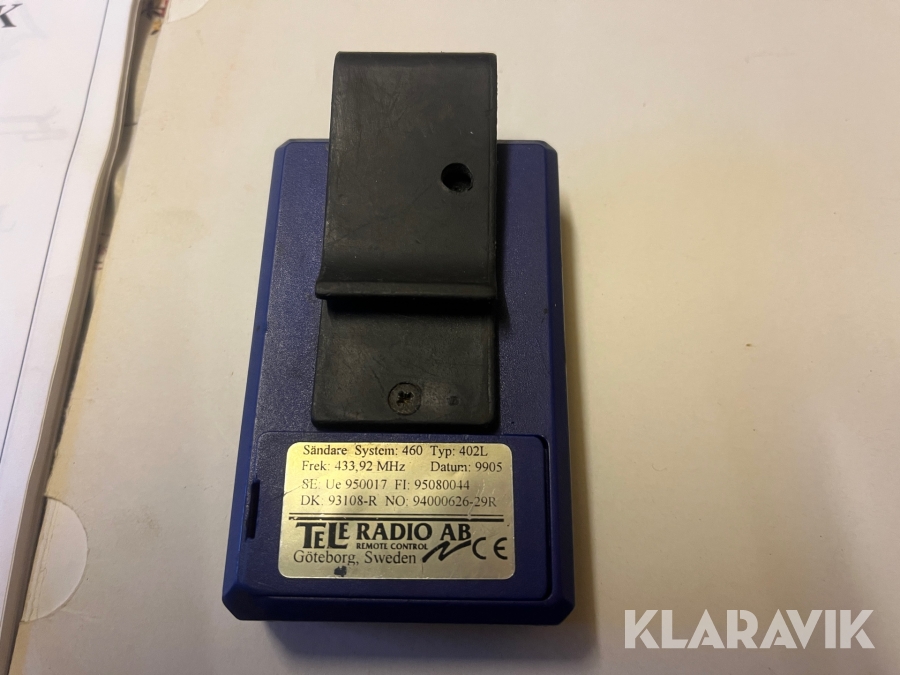 K
Sändare System: 460 Typ: 402L
Frek: 433,92 MHz Datum: 9905
SE: Ue 950017 FI: 95080044
DK: 93108-R NO: 94000626-29R
TELE RADIO AB
REMOTE CONTROL
CE
Göteborg, Sweden
KLARAVIK